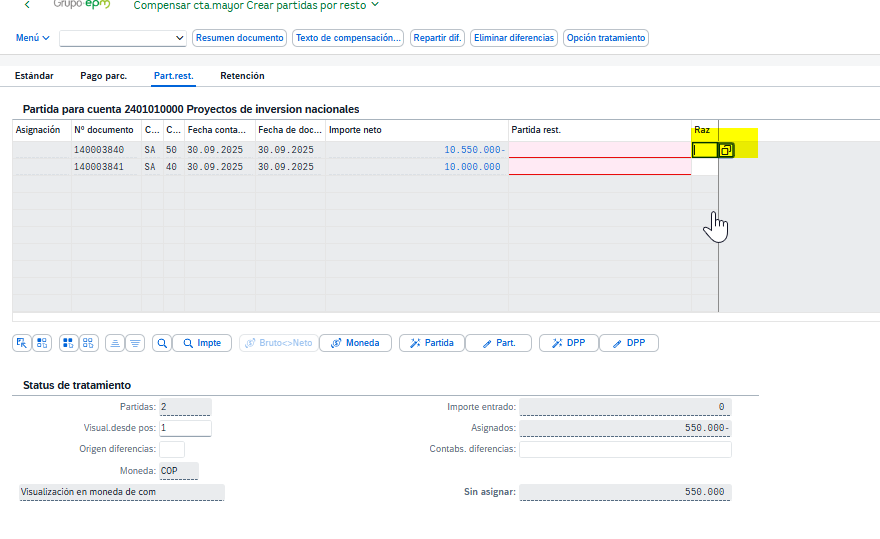 Grupo·epm Compensar cta.mayor Crear partidas por resto
Menú Resumen documento Texto de compensación... Repartir dif. Eliminar diferencias Opción tratamiento
Estándar Pago parc. Part.rest. Retención
Partida para cuenta 2401010000 Proyectos de inversion nacionales
Asignación Nº documento C... C... Fecha conta... Fecha de doc... Importe neto Partida rest. Raz
140003840 SA 50 30.09.2025 30.09.2025 10.550.000-
140003841 SA 40 30.09.2025 30.09.2025 10.000.000
Impte Bruto<>Neto Moneda Partida Part. DPP DPP
Status de tratamiento
Partidas: 2 Importe entrado: 0
Visual.desde pos: 1 Asignados: 550.000-
Origen diferencias: Contabs. diferencias:
Moneda: COP
Visualización en moneda de com Sin asignar: 550.000